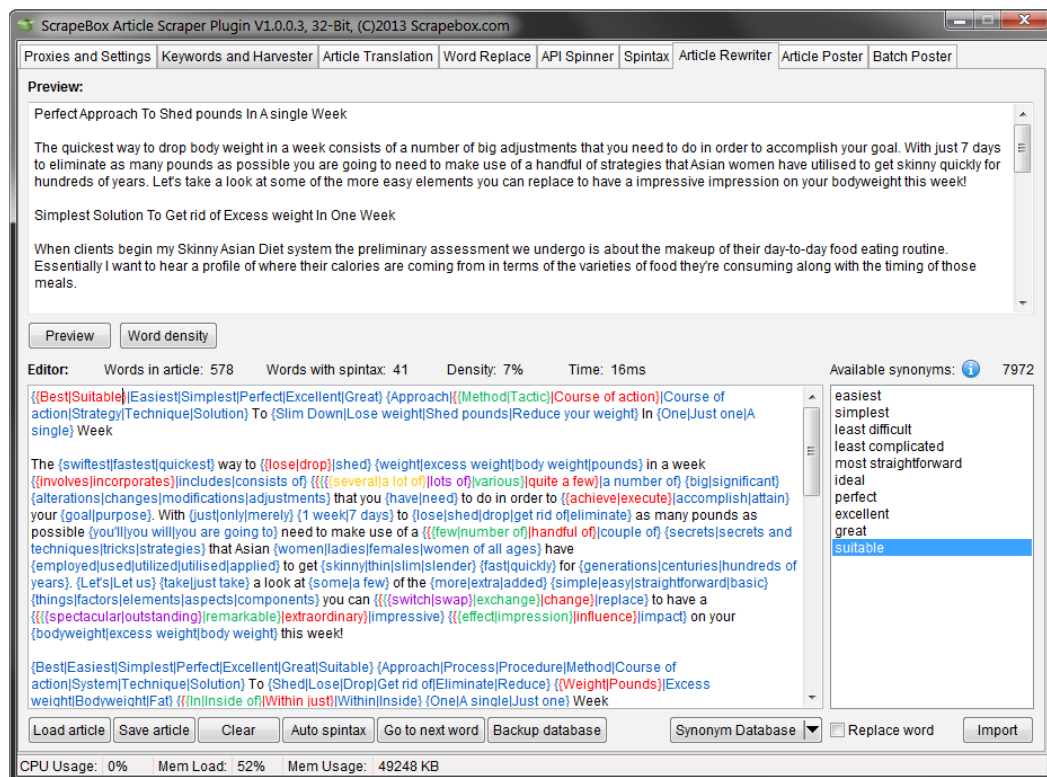 ScrapeBox Article Scraper Plugin V1.0.0.3, 32-Bit, (C)2013 Scrapebox.com
Proxies and Settings Keywords and Harvester Article Translation Word Replace API Spinner Spintax Article Rewriter Article Poster Batch Poster
Preview:
Perfect Approach To Shed pounds In A single Week
The quickest way to drop body weight in a week consists of a number of big adjustments that you need to do in order to accomplish your goal. With just 7 days
to eliminate as many pounds as possible you are going to need to make use of a handful of strategies that Asian women have utilised to get skinny quickly for
hundreds of years. Let's take a look at some of the more easy elements you can replace to have a impressive impression on your bodyweight this week!
Simplest Solution To Get rid of Excess weight In One Week
When clients begin my Skinny Asian Diet system the preliminary assessment we undergo is about the makeup of their day-to-day food eating routine.
Essentially I want to hear a profile of where their calories are coming from in terms of the varieties of food they're consuming along with the timing of those
meals.
Preview Word density
Editor: Words in article: 578 Words with spintax: 41 Density: 7% Time: 16ms Available synonyms: 7972
{{Best|Suitable}|Easiest|Simplest|Perfect|Excellent|Great} {Approach|{{Method|Tactic}|Course of action}|Course of
action|Strategy|Technique|Solution} To {Slim Down|Lose weight|Shed pounds|Reduce your weight} In {One|Just one|A
single} Week
The {swiftest|fastest|quickest} way to {{lose|drop}|shed} {weight|excess weight|body weight|pounds} in a week
{{involves|incorporates}|includes|consists of} {{{{{several|a lot of}|lots of}|various}|quite a few}|a number of} {big|significant}
{alterations|changes|modifications|adjustments} that you {have|need} to do in order to {{achieve|execute}|accomplish|attain}
your {goal|purpose}. With {just|only|merely} {1 week|7 days} to {lose|shed|drop|get rid of|eliminate} as many pounds as
possible {you'll|you will|you are going to} need to make use of a {{{few|number of}|handful of}|couple of} {secrets|secrets and
techniques|tricks|strategies} that Asian {women|ladies|females|women of all ages} have
{employed|used|utilized|utilised|applied} to get {skinny|thin|slim|slender} {fast|quickly} for {generations|centuries|hundreds of
years}. {Let's|Let us} {take|just take} a look at {some|a few} of the {more|extra|added} {simple|easy|straightforward|basic}
{things|factors|elements|aspects|components} you can {{{{switch|swap}|exchange}|change}|replace} to have a
{{{{spectacular|outstanding}|remarkable}|extraordinary}|impressive} {{{effect|impression}|influence}|impact} on your
{bodyweight|excess weight|body weight} this week!
{Best|Easiest|Simplest|Perfect|Excellent|Great|Suitable} {Approach|Process|Procedure|Method|Course of
action|System|Technique|Solution} To {Shed|Lose|Drop|Get rid of|Eliminate|Reduce} {{Weight|Pounds}|Excess
weight|Bodyweight|Fat} {{{In|Inside of}|Within just}|Within|Inside} {One|A single|Just one} Week
easiest
simplest
least difficult
least complicated
most straightforward
ideal
perfect
excellent
great
suitable
Load article Save article Clear Auto spintax Go to next word Backup database Synonym Database Replace word Import
CPU Usage: 0% Mem Load: 52% Mem Usage: 49248 KB